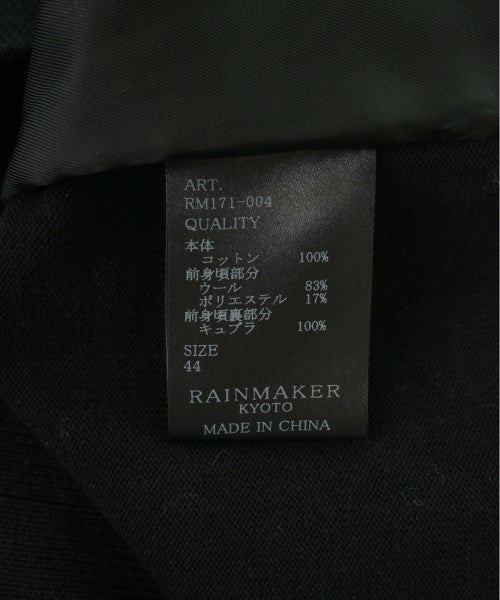 ART.
RM171-004
QUALITY
本体
コットン 100%
前身頃部分
ウール 83%
ポリエステル 17%
前身頃裏部分
キュプラ 100%
SIZE
44
RAINMAKER
KYOTO
MADE IN CHINA